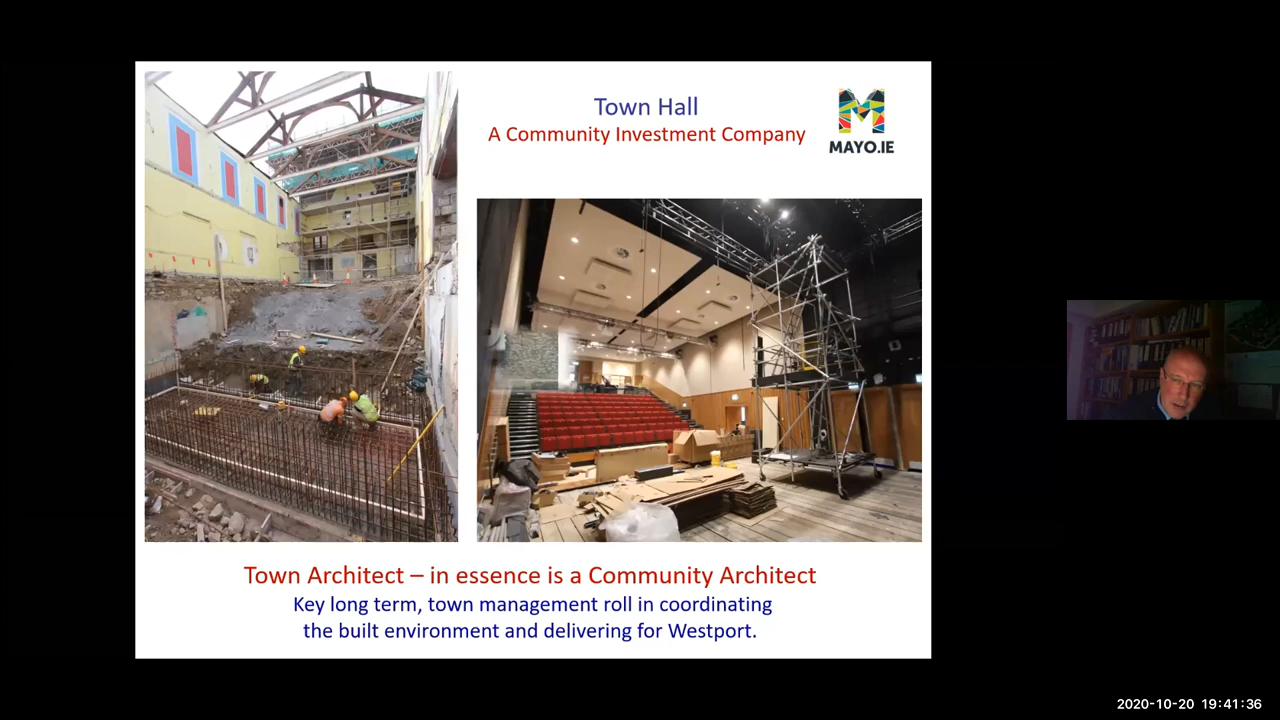 Town Hall
A Community Investment Company
MAYO.IE
Town Architect – in essence is a Community Architect
Key long term, town management roll in coordinating
the built environment and delivering for Westport.
2020-10-20 19:41:36